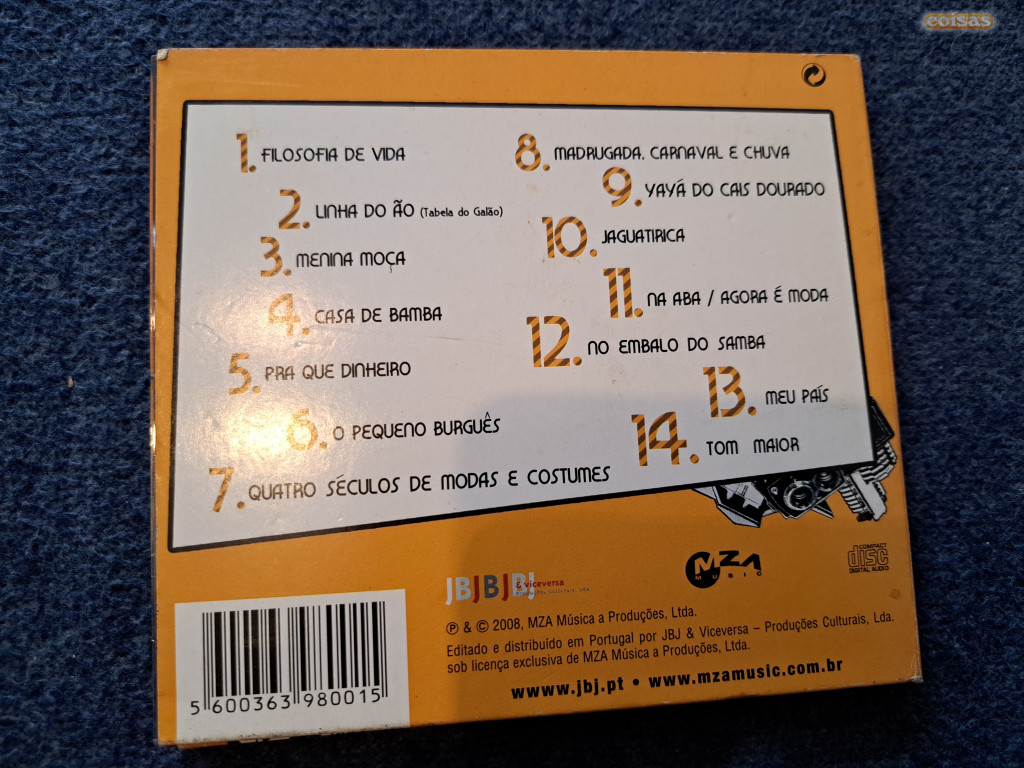 coisas
1. FILOSOFIA DE VIDA
2. LINHA DO ÃO (Tabela do Galão)
3. MENINA MOÇA
4. CASA DE BAMBA
5. PRA QUE DINHEIRO
6. O PEQUENO BURGUÊS
7. QUATRO SÉCULOS DE MODAS E COSTUMES
8. MADRUGADA, CARNAVAL E CHUVA
9. YAYÁ DO CAIS DOURADO
10. JAGUATIRICA
11. NA ABA / AGORA É MODA
12. NO EMBALO DO SAMBA
13. MEU PAÍS
14. TOM MAIOR
JBJBJBJ & viceversa
MZA
MUSIC
COMPACT
disc
DIGITAL AUDIO
℗ & © 2008, MZA Música a Produções, Ltda.
Editado e distribuído em Portugal por JBJ & Viceversa – Produções Culturais, Lda.
sob licença exclusiva de MZA Música a Produções, Ltda.
wwww.jbj.pt • www.mzamusic.com.br
5 600363 980015